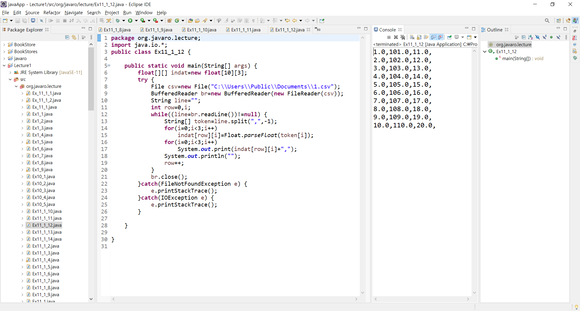 javaApp - Lecture1/src/org/javaro/lecture/Ex11_1_12.java - Eclipse IDE
File Edit Source Refactor Navigate Search Project Run Window Help
Package Explorer
BookStore
BookStores
javaro
Lecture1
JRE System Library [JavaSE-11]
src
org.javaro.lecture
Ex_11_1_1.java
Ex_11_1_2.java
Ex1_1.java
Ex1_2.java
Ex1_3.java
Ex1_4.java
Ex1_5.java
Ex1_6.java
Ex1_7.java
Ex1_8.java
Ex1_9.java
Ex10_1.java
Ex10_2.java
Ex10_3.java
Ex10_4.java
Ex10_5.java
Ex11_1_10.java
Ex11_1_11.java
Ex11_1_12.java
Ex11_1_13.java
Ex11_1_14.java
Ex11_1_2.java
Ex11_1_3.java
Ex11_1_4.java
Ex11_1_5.java
Ex11_1_6.java
Ex11_1_7.java
Ex11_1_8.java
Ex11_1_9.java
Ex11_1_8.java
Ex11_1_9.java
Ex11_1_10.java
Ex11_1_11.java
Ex11_1_12.java
1 package org.javaro.lecture;
2 import java.io.*;
3 public class Ex11_1_12 {
4
5 public static void main(String[] args) {
6 float[][] indat=new float[10][3];
7 try {
8 File csv=new File("C:\\Users\\Public\\Documents\\1.csv");
9 BufferedReader br=new BufferedReader(new FileReader(csv));
10 String line="";
11 int row=0,i;
12 while((line=br.readLine())!=null) {
13 String[] token=line.split(",",-1);
14 for(i=0;i<3;i++)
15 indat[row][i]=Float.parseFloat(token[i]);
16 for(i=0;i<3;i++)
17 System.out.print(indat[row][i]+",");
18 System.out.println("");
19 row++;
20 }
21 br.close();
22 }catch(FileNotFoundException e) {
23 e.printStackTrace();
24 }catch(IOException e) {
25 e.printStackTrace();
26 }
27
28 }
29
30 }
31
Console
<terminated> Ex11_1_12 [Java Application] C:\Pro
1.0,101.0,11.0,
2.0,102.0,12.0,
3.0,103.0,13.0,
4.0,104.0,14.0,
5.0,105.0,15.0,
6.0,106.0,16.0,
7.0,107.0,17.0,
8.0,108.0,18.0,
9.0,109.0,19.0,
10.0,110.0,20.0,
Outline
org.javaro.lecture
Ex11_1_12
main(String[]) : void